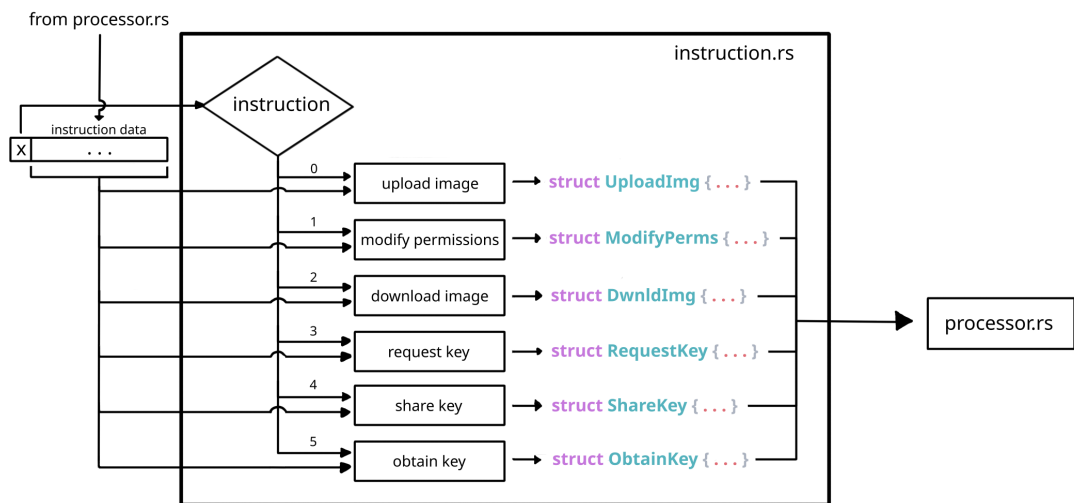 from processor.rs
instruction.rs
instruction
instruction data
x
. . .
0
upload image
struct UploadImg { . . . }
1
modify permissions
struct ModifyPerms { . . . }
2
download image
struct DwnldImg { . . . }
3
request key
struct RequestKey { . . . }
4
share key
struct ShareKey { . . . }
5
obtain key
struct ObtainKey { . . . }
processor.rs